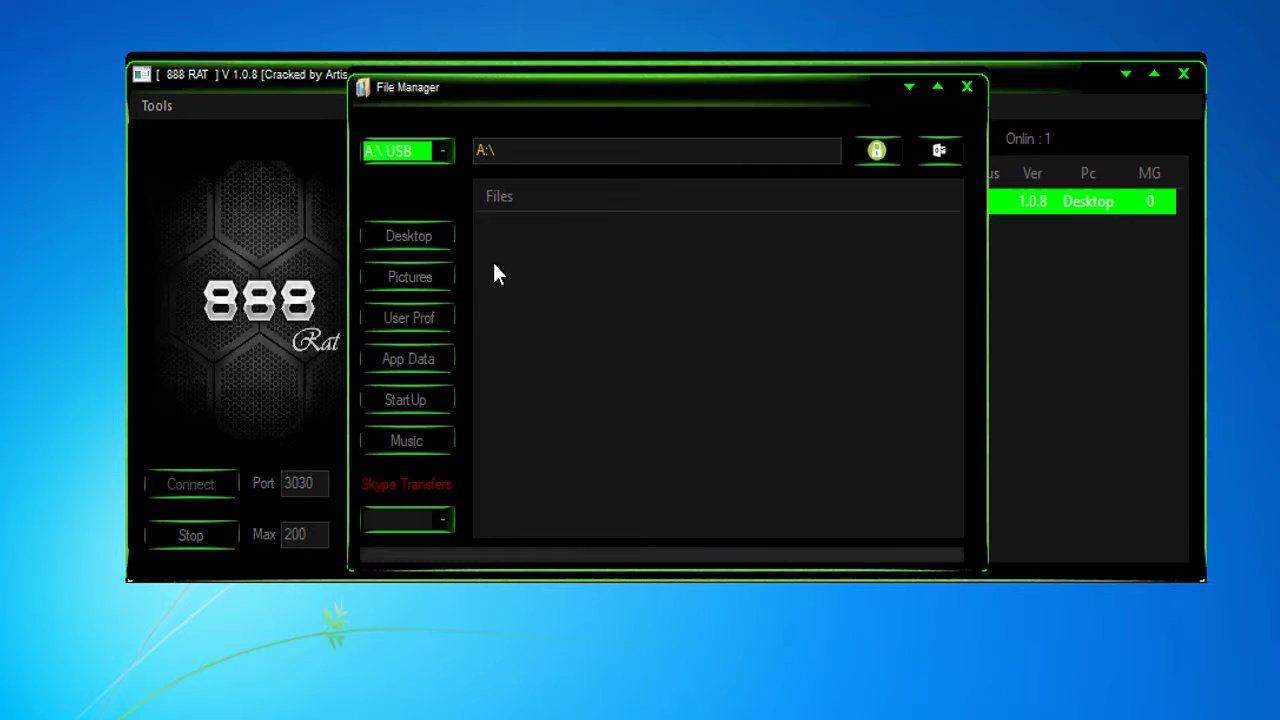 [ 888 RAT ] V 1.0.8 [Cracked by Artis
File Manager
Tools
A:\ USB
A:\
Onlin : 1
Files
us Ver Pc MG
1.0.8 Desktop 0
Desktop
Pictures
User Prof
App Data
StartUp
Music
Skype Transfers
888
Rat
Connect Port 3030
Stop Max 200